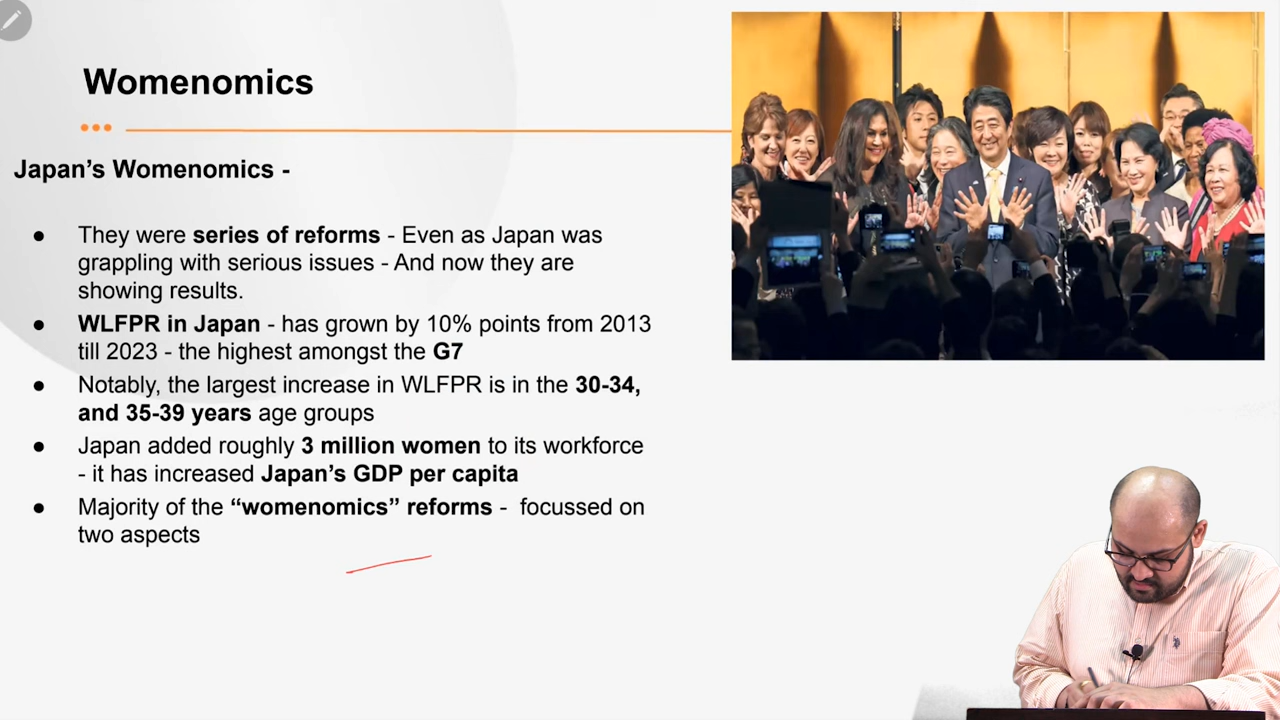 Womenomics
Japan’s Womenomics -
● They were series of reforms - Even as Japan was
grappling with serious issues - And now they are
showing results.
● WLFPR in Japan - has grown by 10% points from 2013
till 2023 - the highest amongst the G7
● Notably, the largest increase in WLFPR is in the 30-34,
and 35-39 years age groups
● Japan added roughly 3 million women to its workforce
- it has increased Japan’s GDP per capita
● Majority of the “womenomics” reforms - focussed on
two aspects